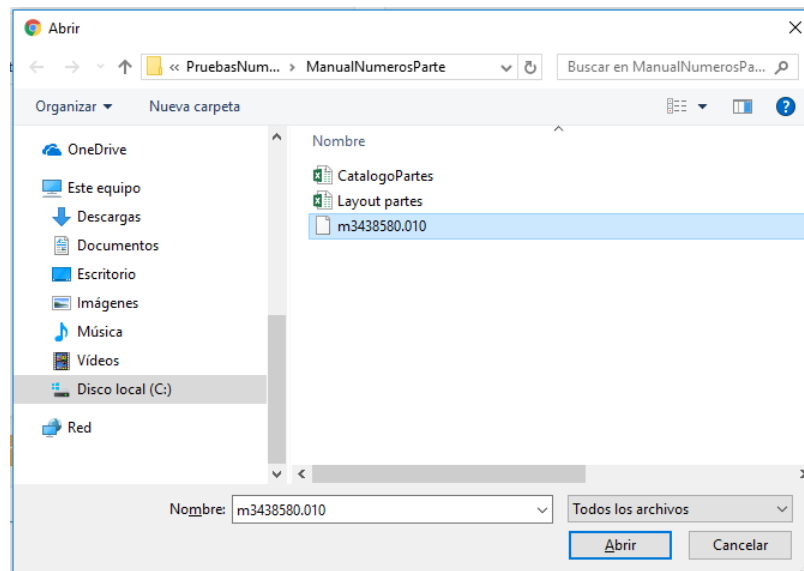 Abrir
« PruebasNum... › ManualNumerosParte
Buscar en ManualNumerosPa...
Organizar
Nueva carpeta
OneDrive
Este equipo
Descargas
Documentos
Escritorio
Imágenes
Música
Vídeos
Disco local (C:)
Red
Nombre
CatalogoPartes
Layout partes
m3438580.010
Nombre: m3438580.010
Todos los archivos
Abrir
Cancelar